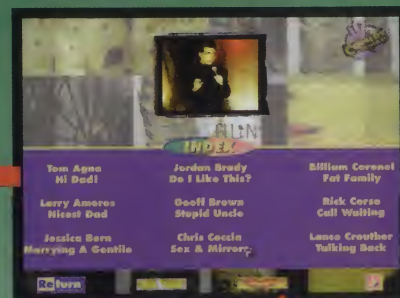 INDEX
Tom Agna
Hi Dad!
Jordan Brady
Do I Like This?
Billiam Coronel
Fat Family
Larry Amoros
Nicest Dad
Geoff Brown
Stupid Uncle
Rick Corso
Call Waiting
Jessica Bern
Marrying A Gentile
Chris Coccia
Sex & Mirrors
Lance Crouther
Talking Back
Return